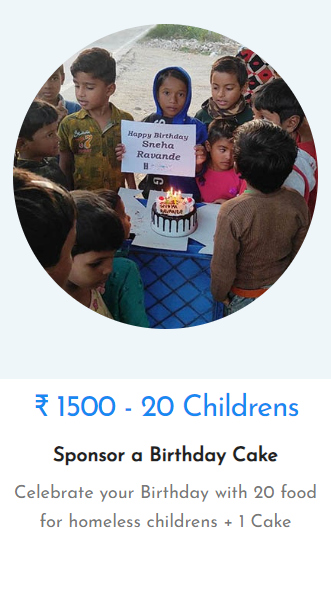 Happy Birthday
Sneha
Ravande
₹ 1500 - 20 Childrens
Sponsor a Birthday Cake
Celebrate your Birthday with 20 food
for homeless childrens + 1 Cake